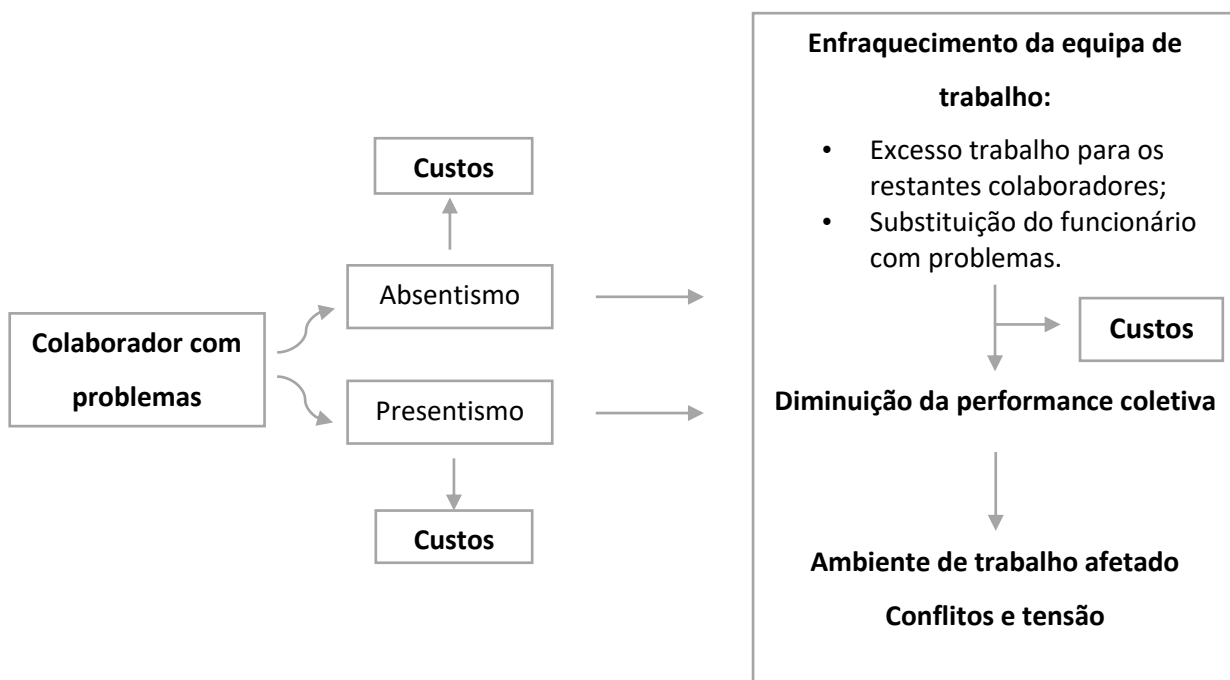 Colaborador com
problemas
Custos
Absentismo
Presentismo
Custos
Enfraquecimento da equipa de
trabalho:
• Excesso trabalho para os
restantes colaboradores;
• Substituição do funcionário
com problemas.
Custos
Diminuição da performance coletiva
Ambiente de trabalho afetado
Conflitos e tensão